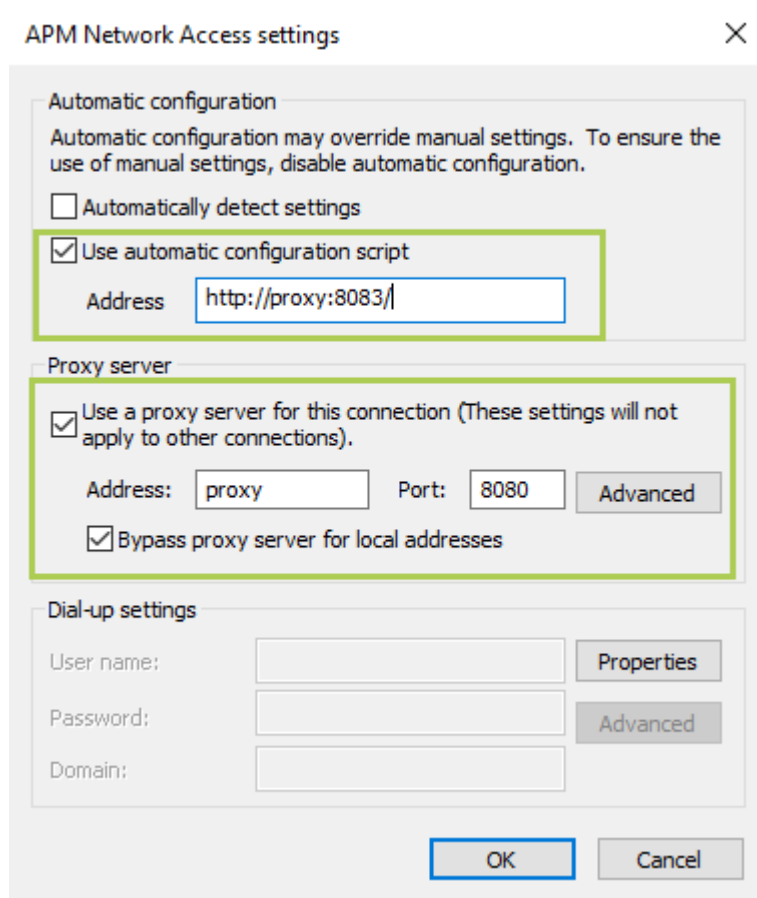 APM Network Access settings
Automatic configuration
Automatic configuration may override manual settings. To ensure the
use of manual settings, disable automatic configuration.
Automatically detect settings
Use automatic configuration script
Address http://proxy:8083/
Proxy server
Use a proxy server for this connection (These settings will not
apply to other connections).
Address: proxy Port: 8080 Advanced
Bypass proxy server for local addresses
Dial-up settings
User name: Properties
Password: Advanced
Domain:
OK Cancel